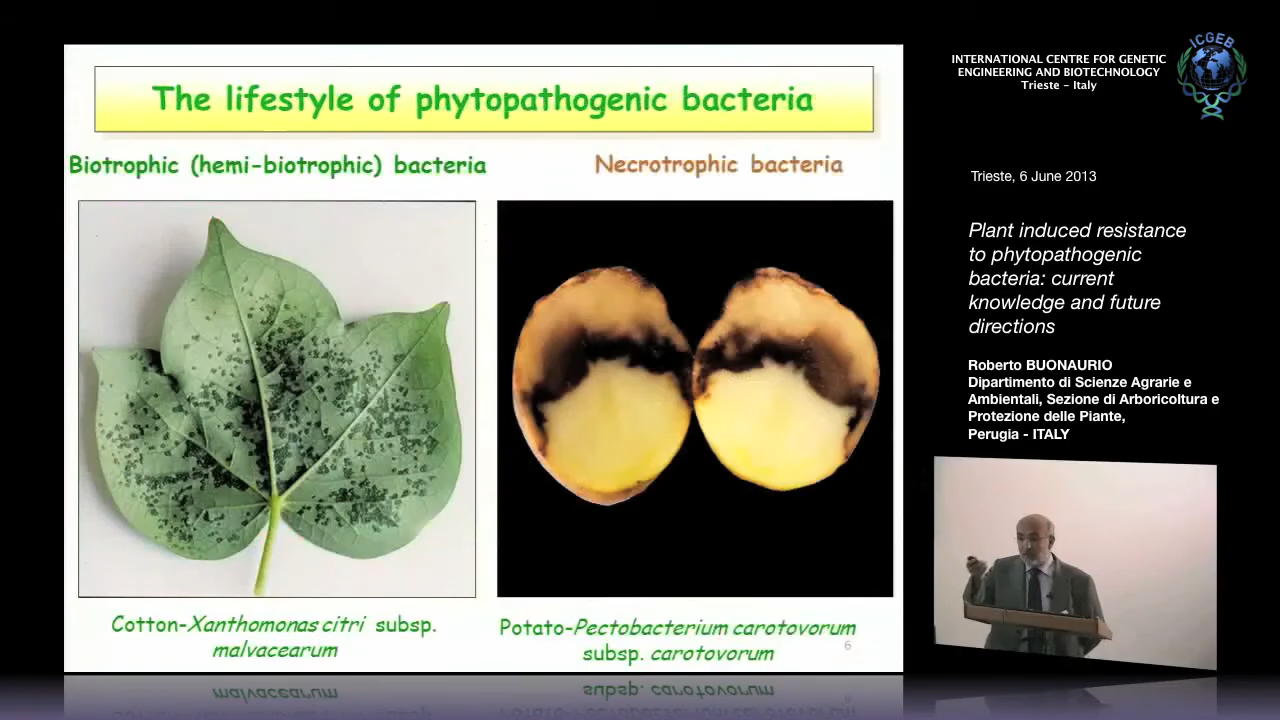 The lifestyle of phytopathogenic bacteria
Biotrophic (hemi-biotrophic) bacteria
Necrotrophic bacteria
Cotton-Xanthomonas citri subsp.
malvacearum
Potato-Pectobacterium carotovorum
subsp. carotovorum
6
INTERNATIONAL CENTRE FOR GENETIC
ENGINEERING AND BIOTECHNOLOGY
Trieste - Italy
ICGEB
Trieste, 6 June 2013
Plant induced resistance
to phytopathogenic
bacteria: current
knowledge and future
directions
Roberto BUONAURIO
Dipartimento di Scienze Agrarie e
Ambientali, Sezione di Arboricoltura e
Protezione delle Piante,
Perugia - ITALY